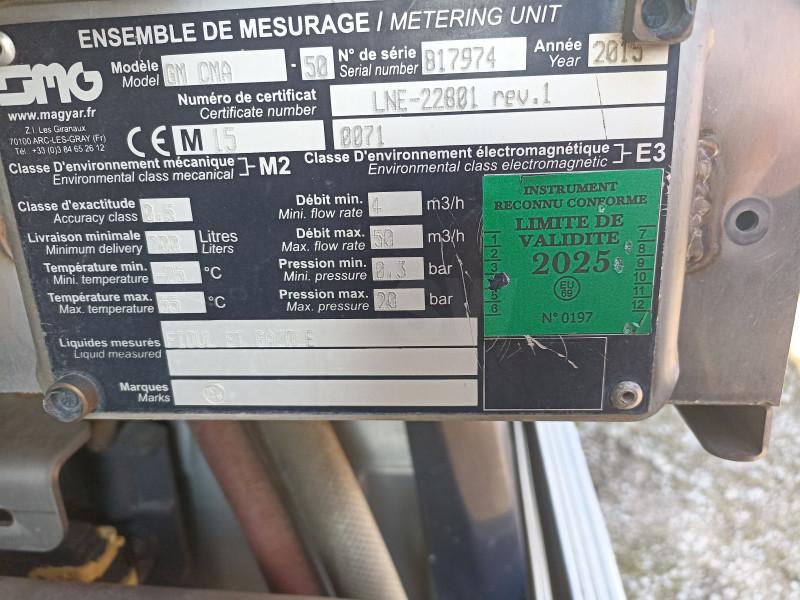 ENSEMBLE DE MESURAGE / METERING UNIT
SMG
www.magyar.fr
Z.I. Les Giranaux
70100 ARC-LES-GRAY (Fr)
Tél. +33 (0)3 84 65 26 12
Modèle
Model
GM CMA - 50
N° de série
Serial number
817974
Année
Year
2015
Numéro de certificat
Certificate number
LNE-22801 rev.1
CE M 15
0071
Classe D'environnement mécanique
Environmental class mecanical
M2
Classe D'environnement électromagnétique
Environmental class electromagnetic
E3
Classe d'exactitude
Accuracy class
0.5
Livraison minimale
Minimum delivery
Litres
Liters
Température min.
Mini. temperature
°C
Température max.
Max. temperature
°C
Débit min.
Mini. flow rate
4
m3/h
Débit max.
Max. flow rate
50
m3/h
Pression min.
Mini. pressure
0.3
bar
Pression max.
Max. pressure
20
bar
Liquides mesurés
Liquid measured
FIOUL ET
Marques
Marks
INSTRUMENT
RECONNU CONFORME
LIMITE DE
VALIDITE
2025
EU
69
N° 0197
1
2
3
5
6
7
8
9
10
11
12